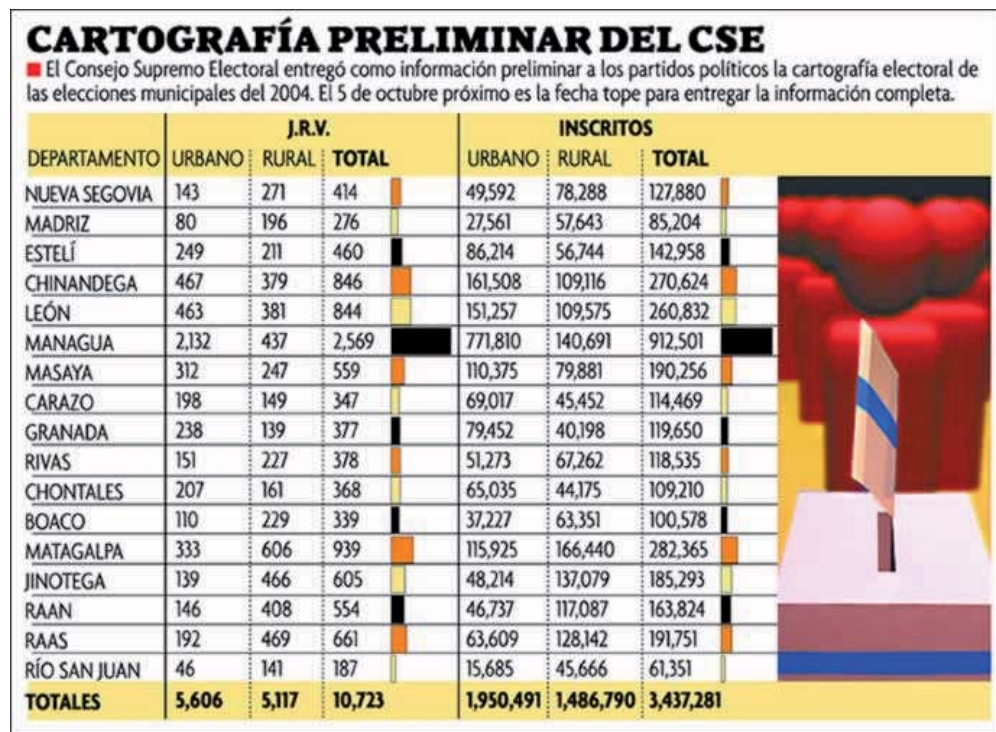 CARTOGRAFÍA PRELIMINAR DEL CSE
El Consejo Supremo Electoral entregó como información preliminar a los partidos políticos la cartografía electoral de
las elecciones municipales del 2004. El 5 de octubre próximo es la fecha tope para entregar la información completa.
J.R.V. INSCRITOS
DEPARTAMENTO URBANO RURAL TOTAL URBANO RURAL TOTAL
NUEVA SEGOVIA 143 271 414 49,592 78,288 127,880
MADRIZ 80 196 276 27,561 57,643 85,204
ESTELÍ 249 211 460 86,214 56,744 142,958
CHINANDEGA 467 379 846 161,508 109,116 270,624
LEÓN 463 381 844 151,257 109,575 260,832
MANAGUA 2,132 437 2,569 771,810 140,691 912,501
MASAYA 312 247 559 110,375 79,881 190,256
CARAZO 198 149 347 69,017 45,452 114,469
GRANADA 238 139 377 79,452 40,198 119,650
RIVAS 151 227 378 51,273 67,262 118,535
CHONTALES 207 161 368 65,035 44,175 109,210
BOACO 110 229 339 37,227 63,351 100,578
MATAGALPA 333 606 939 115,925 166,440 282,365
JINOTEGA 139 466 605 48,214 137,079 185,293
RAAN 146 408 554 46,737 117,087 163,824
RAAS 192 469 661 63,609 128,142 191,751
RÍO SAN JUAN 46 141 187 15,685 45,666 61,351
TOTALES 5,606 5,117 10,723 1,950,491 1,486,790 3,437,281